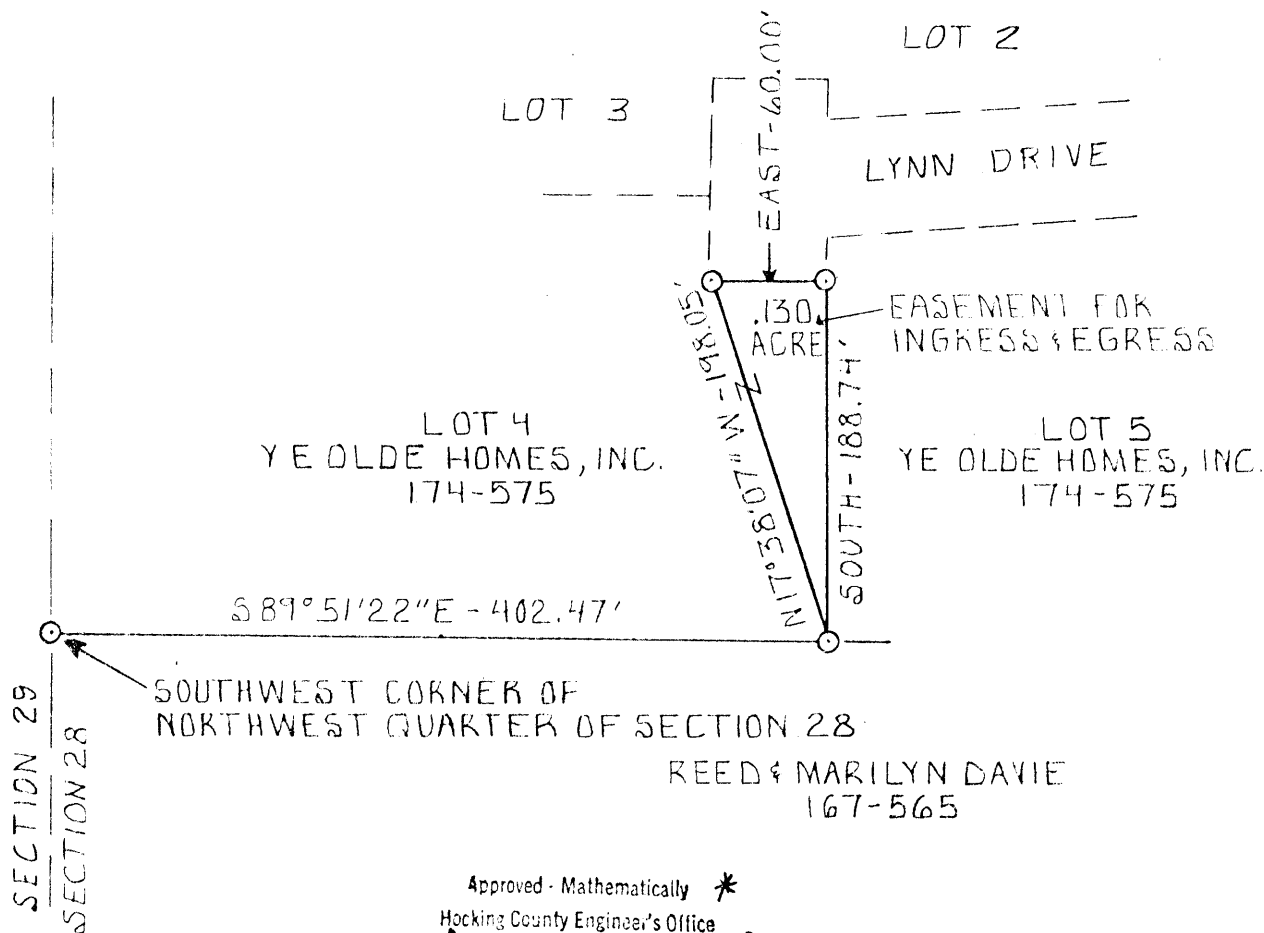 LOT 2
LOT 3
EAST-60.00'
LYNN DRIVE
.130
ACRE
EASEMENT FOR
INGRESS & EGRESS
N17°38'07"W-198.05'
SOUTH-188.74'
LOT 4
YE OLDE HOMES, INC.
174-575
LOT 5
YE OLDE HOMES, INC.
174-575
S89°51'22"E-402.47'
SOUTHWEST CORNER OF
NORTHWEST QUARTER OF SECTION 28
SECTION 29
SECTION 28
REED & MARILYN DAVIE
167-565
Approved - Mathematically *
Hocking County Engineer's Office